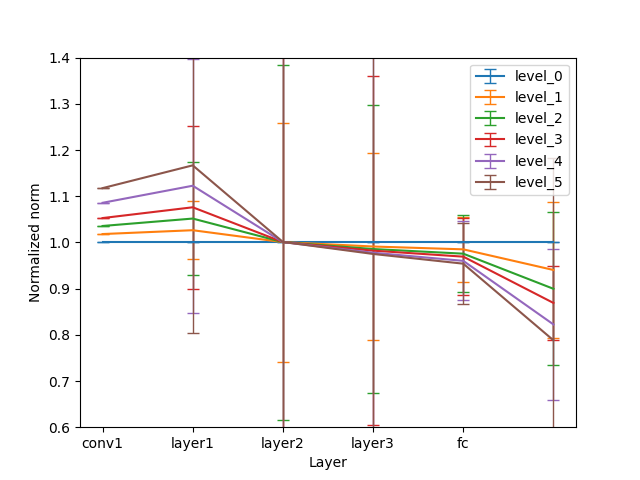 1.4
1.3
1.2
1.1
1.0
0.9
0.8
0.7
0.6
Normalized norm
level_0
level_1
level_2
level_3
level_4
level_5
conv1 layer1 layer2 layer3 fc
Layer